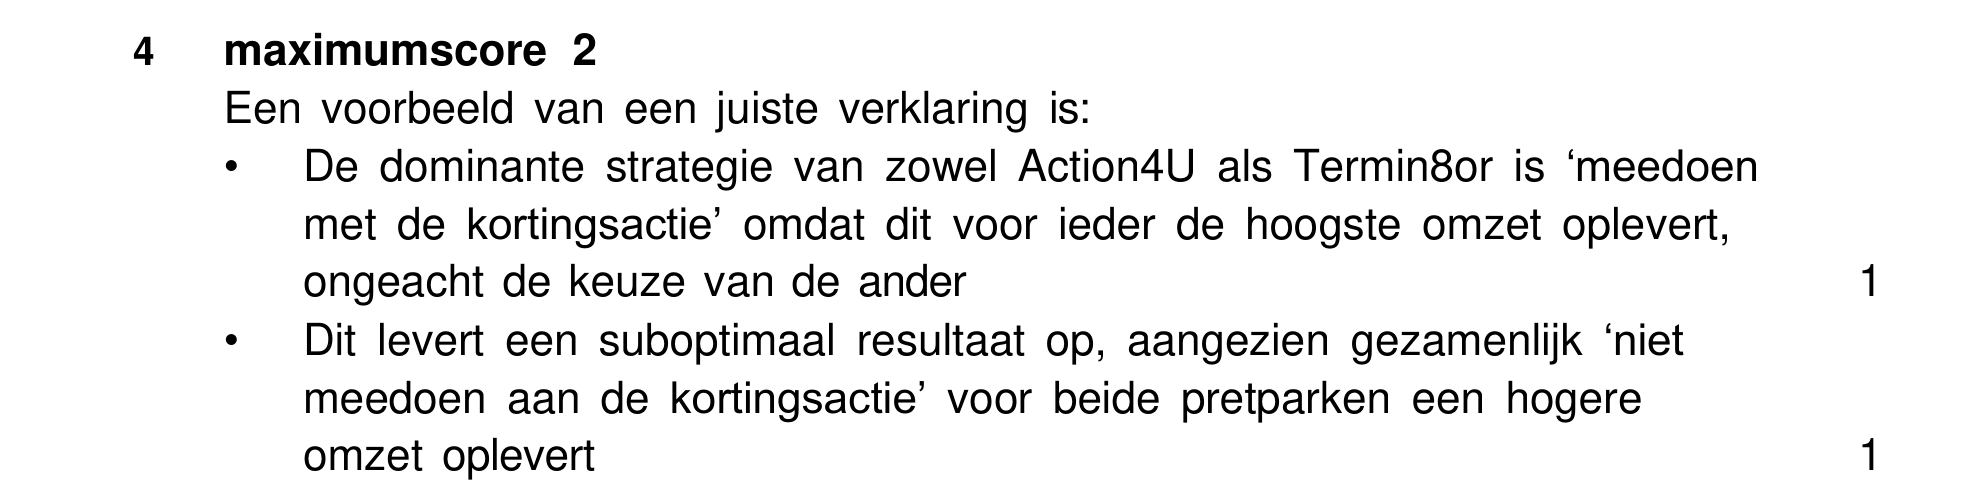 4 maximumscore 2
Een voorbeeld van een juiste verklaring is:
• De dominante strategie van zowel Action4U als Termin8or is ‘meedoen
met de kortingsactie’ omdat dit voor ieder de hoogste omzet oplevert,
ongeacht de keuze van de ander 1
• Dit levert een suboptimaal resultaat op, aangezien gezamenlijk ‘niet
meedoen aan de kortingsactie’ voor beide pretparken een hogere
omzet oplevert 1